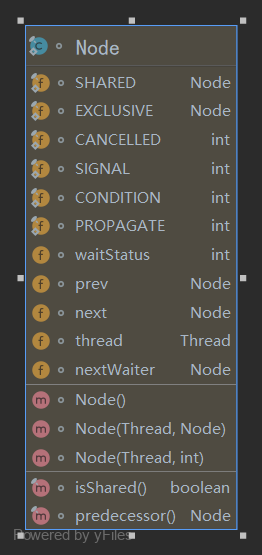 Node
SHARED Node
EXCLUSIVE Node
CANCELLED int
SIGNAL int
CONDITION int
PROPAGATE int
waitStatus int
prev Node
next Node
thread Thread
nextWaiter Node
Node()
Node(Thread, Node)
Node(Thread, int)
isShared() boolean
predecessor() Node
Powered by yFiles